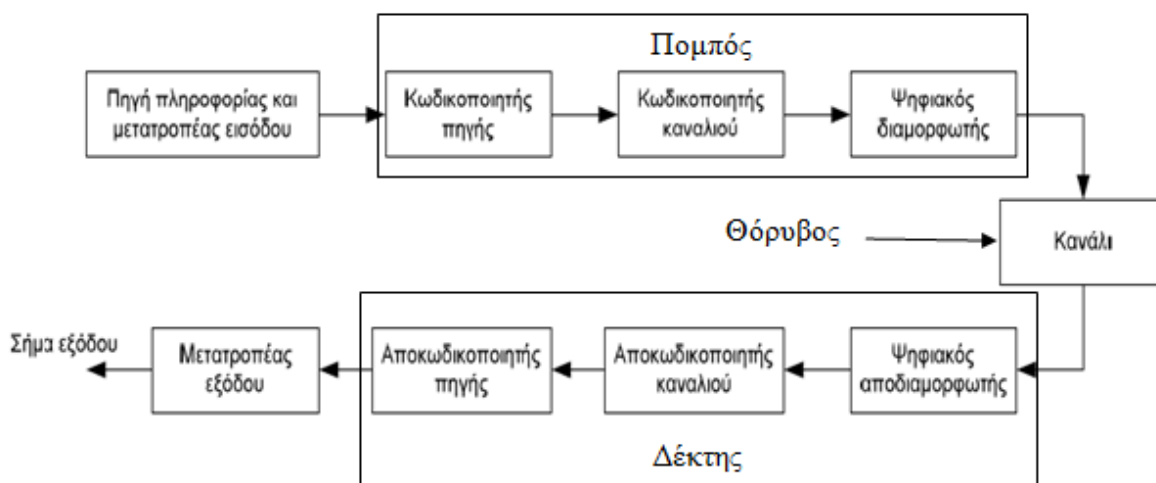 Πομπός
Πηγή πληροφορίας και
μετατροπέας εισόδου
Κωδικοποιητής
πηγής
Κωδικοποιητής
καναλιού
Ψηφιακός
διαμορφωτής
Θόρυβος
Κανάλι
Σήμα εξόδου
Μετατροπέας
εξόδου
Αποκωδικοποιητής
πηγής
Αποκωδικοποιητής
καναλιού
Ψηφιακός
αποδιαμορφωτής
Δέκτης